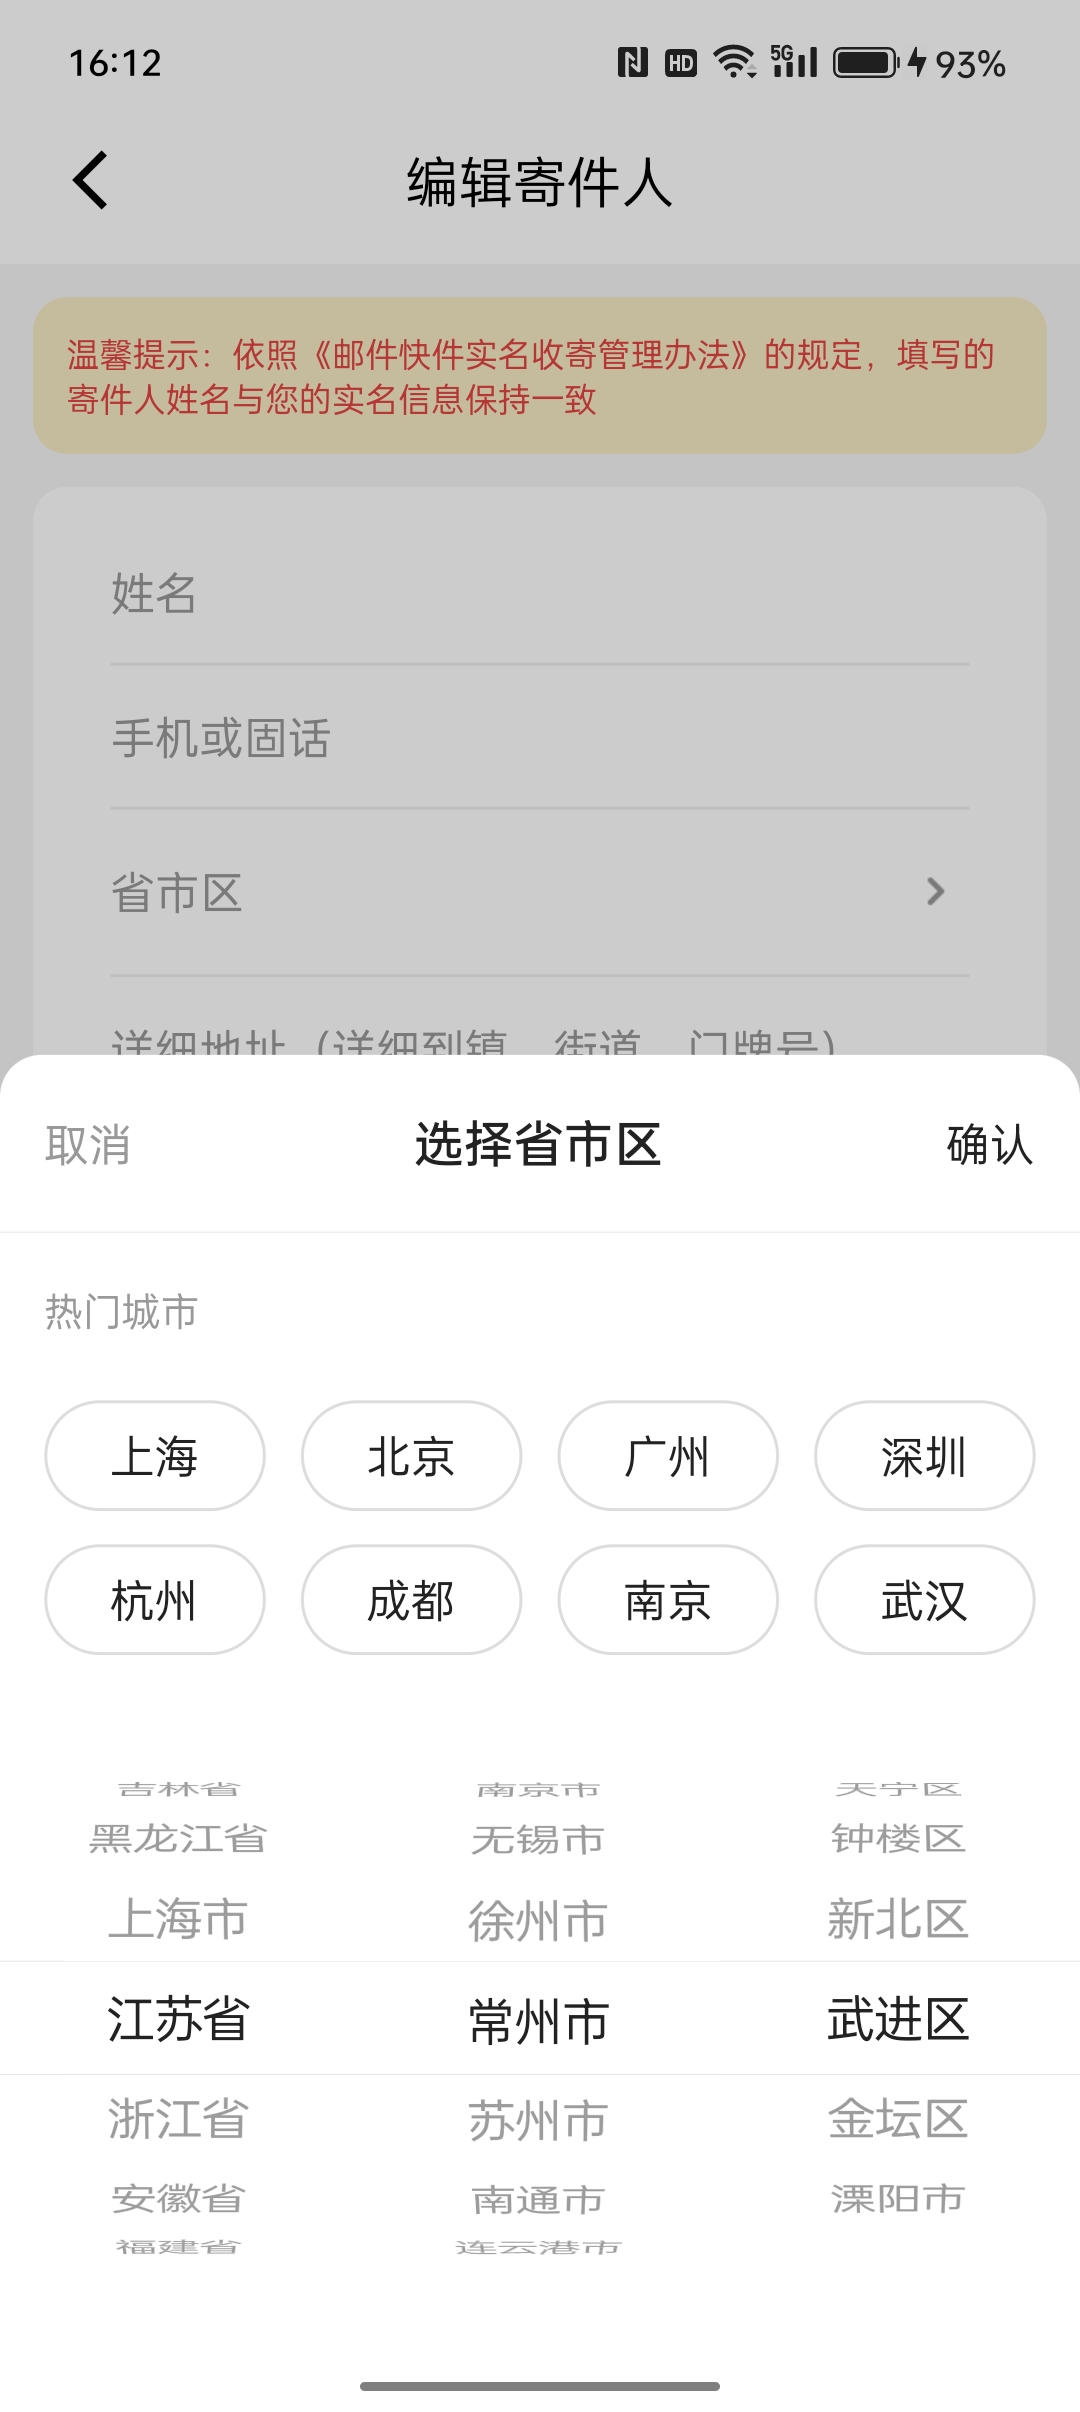 16:12 HD 5G 93%
编辑寄件人
温馨提示：依照《邮件快件实名收寄管理办法》的规定，填写的
寄件人姓名与您的实名信息保持一致
姓名
手机或固话
省市区
详细地址（详细到镇、街道、门牌号）
取消 选择省市区 确认
热门城市
上海 北京 广州 深圳
杭州 成都 南京 武汉
吉林省 南京市 天宁区
黑龙江省 无锡市 钟楼区
上海市 徐州市 新北区
江苏省 常州市 武进区
浙江省 苏州市 金坛区
安徽省 南通市 溧阳市
福建省 连云港市